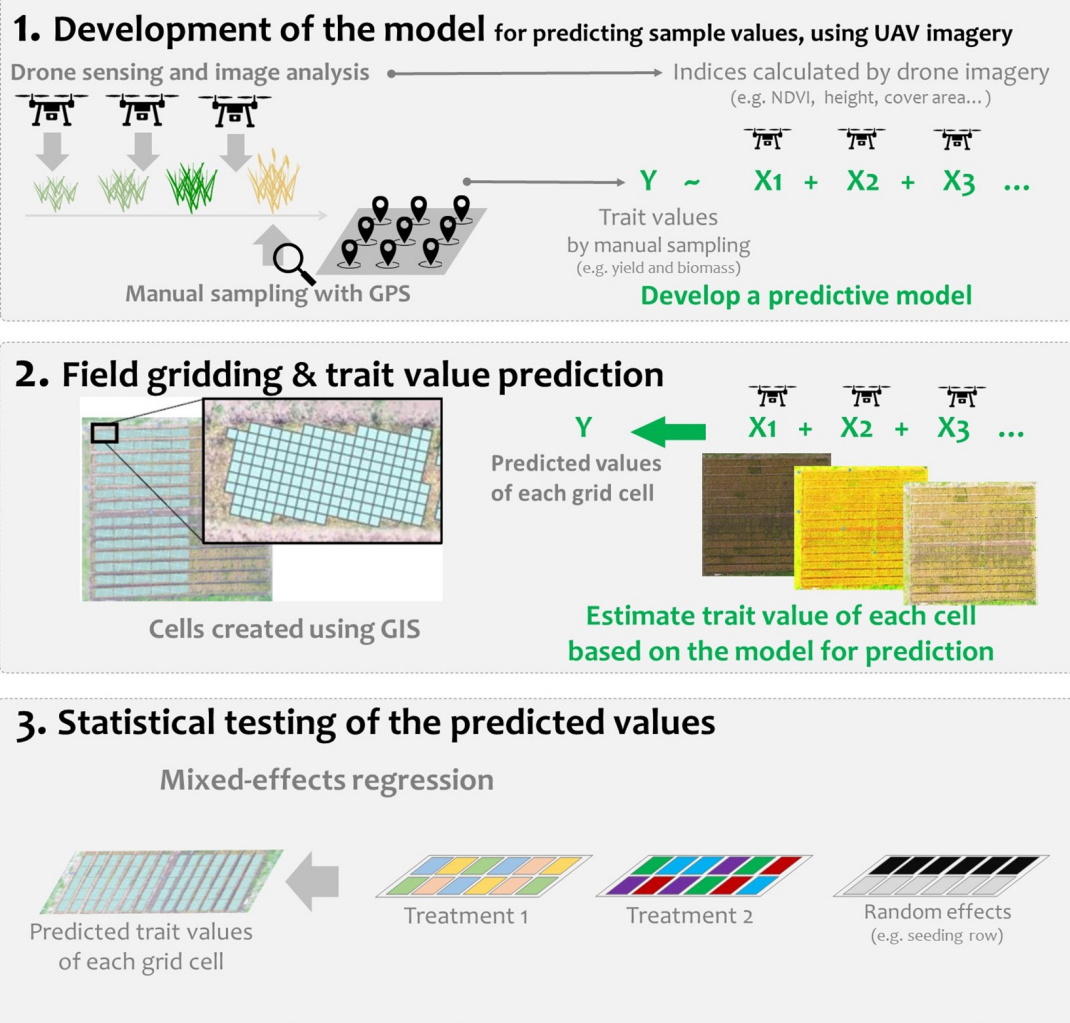 1. Development of the model for predicting sample values, using UAV imagery
Drone sensing and image analysis
Indices calculated by drone imagery
(e.g. NDVI, height, cover area...)
Y ~ X1 + X2 + X3 ...
Trait values
by manual sampling
(e.g. yield and biomass)
Manual sampling with GPS
Develop a predictive model
2. Field gridding & trait value prediction
Y X1 + X2 + X3 ...
Predicted values
of each grid cell
Cells created using GIS
Estimate trait value of each cell
based on the model for prediction
3. Statistical testing of the predicted values
Mixed-effects regression
Predicted trait values
of each grid cell
Treatment 1
Treatment 2
Random effects
(e.g. seeding row)